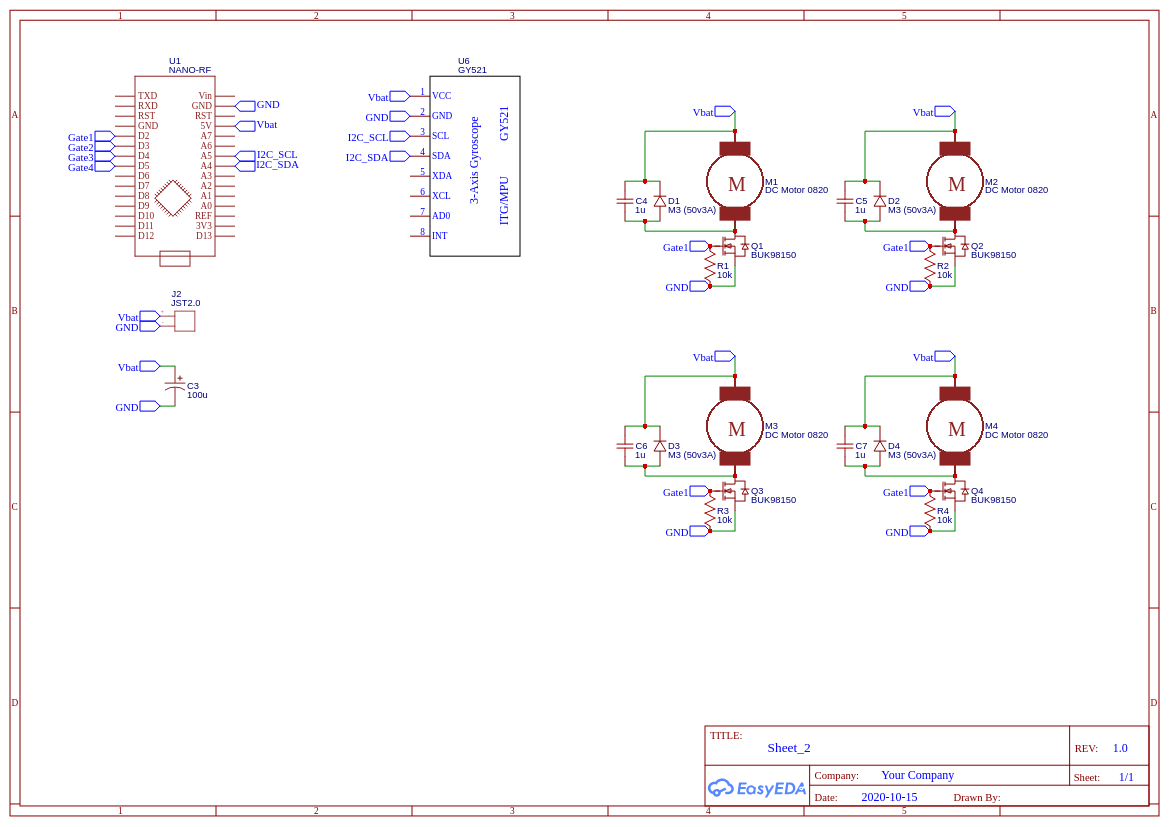 1 2 3 4 5
A
B
C
D
U1
NANO-RF
TXD
RXD
RST
GND
D2
D3
D4
D5
D6
D7
D8
D9
D10
D11
D12
Vin
GND
RST
5V
A7
A6
A5
A4
A3
A2
A1
A0
REF
3V3
D13
Gate1
Gate2
Gate3
Gate4
GND
Vbat
I2C_SCL
I2C_SDA
U6
GY521
Vbat 1 VCC
GND 2 GND
I2C_SCL 3 SCL
I2C_SDA 4 SDA
5 XDA
6 XCL
7 AD0
8 INT
3-Axis Gyroscope
ITG/MPU GY521
J2
JST2.0
Vbat
GND
Vbat
+
C3
100u
GND
Vbat
M
M1
DC Motor 0820
C4
1u
D1
M3 (50v3A)
Gate1
Q1
BUK98150
R1
10k
GND
Vbat
M
M2
DC Motor 0820
C5
1u
D2
M3 (50v3A)
Gate1
Q2
BUK98150
R2
10k
GND
Vbat
M
M3
DC Motor 0820
C6
1u
D3
M3 (50v3A)
Gate1
Q3
BUK98150
R3
10k
GND
Vbat
M
M4
DC Motor 0820
C7
1u
D4
M3 (50v3A)
Gate1
Q4
BUK98150
R4
10k
GND
A
B
C
D
TITLE:
Sheet_2
REV: 1.0
EasyEDA
Company: Your Company
Sheet: 1/1
Date: 2020-10-15 Drawn By:
1 2 3 4 5